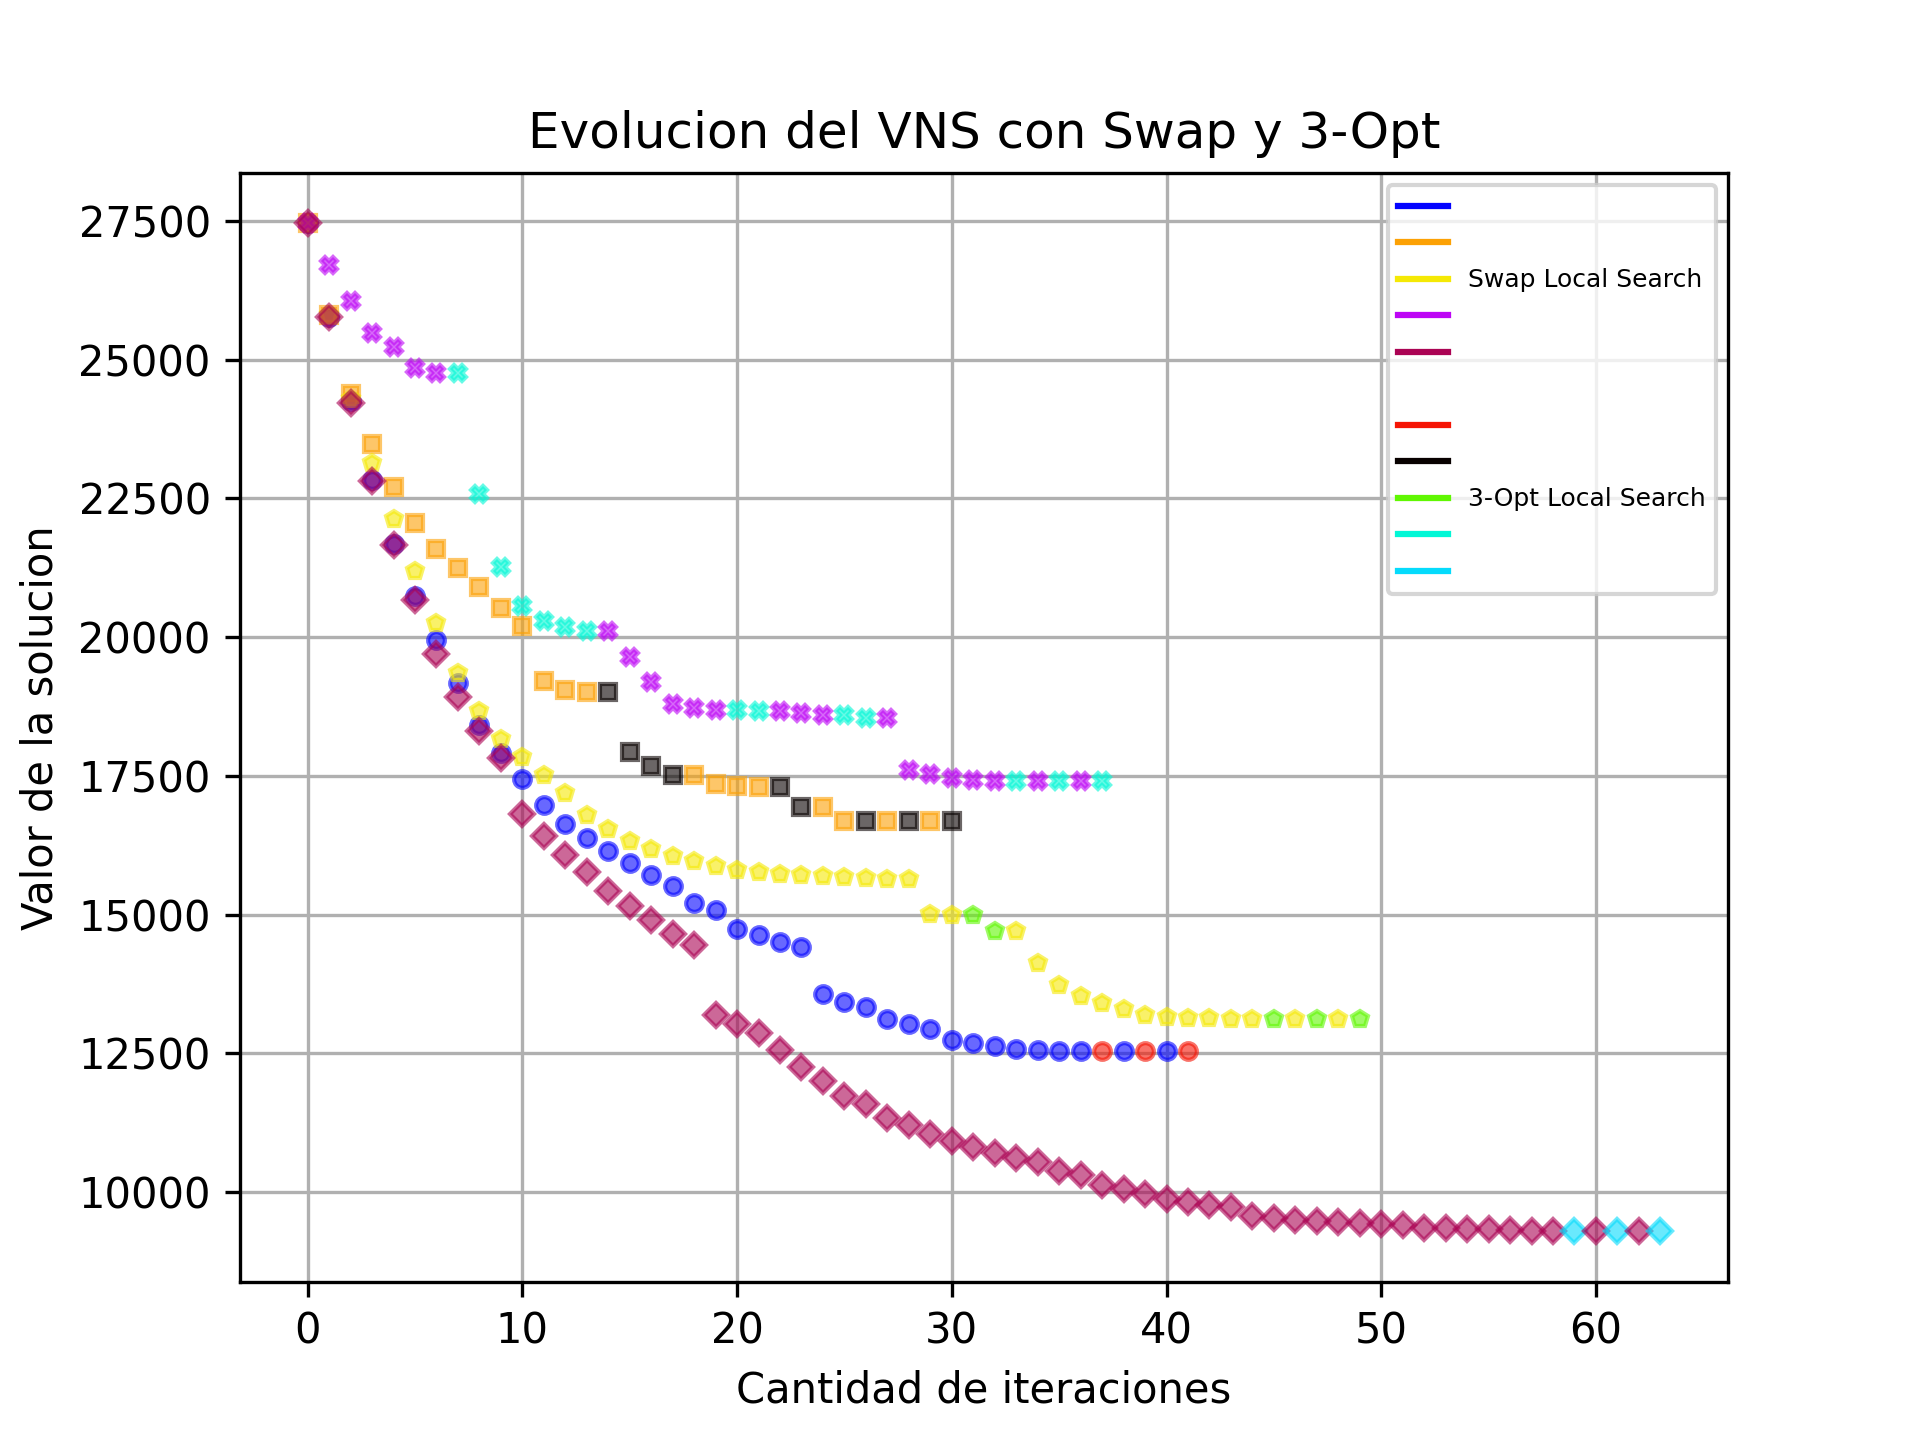 Evolucion del VNS con Swap y 3-Opt
27500
25000
22500
20000
17500
15000
12500
10000
Valor de la solucion
Swap Local Search
3-Opt Local Search
0 10 20 30 40 50 60
Cantidad de iteraciones